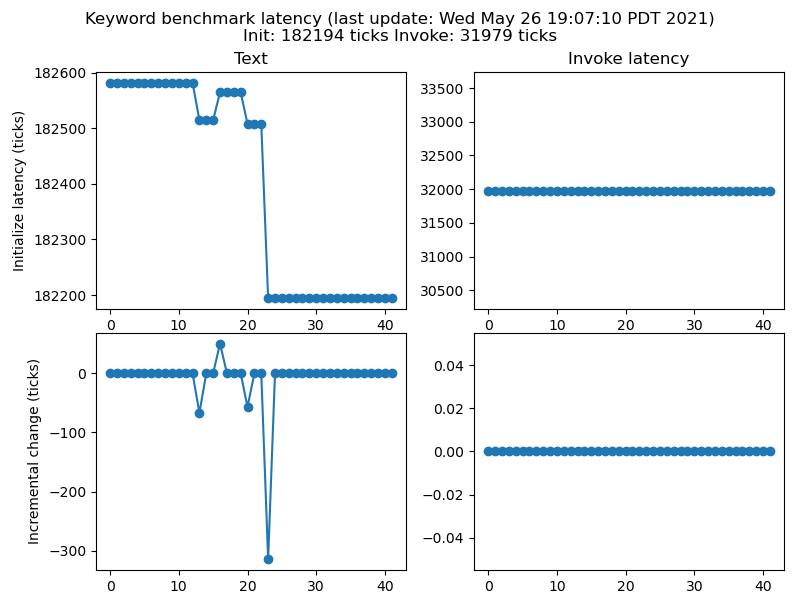 Keyword benchmark latency (last update: Wed May 26 19:07:10 PDT 2021)
Init: 182194 ticks Invoke: 31979 ticks
Text
Initialize latency (ticks)
182600
182500
182400
182300
182200
0 10 20 30 40
Invoke latency
33500
33000
32500
32000
31500
31000
30500
0 10 20 30 40
Incremental change (ticks)
0
−100
−200
−300
0 10 20 30 40
0.04
0.02
0.00
−0.02
−0.04
0 10 20 30 40